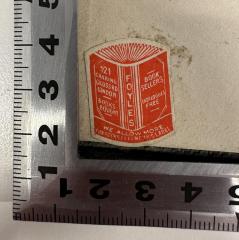 121
CHARING
CROSS RD
LONDON
BOOKS
BOUGHT
FOYLES
BOOK
SELLERS
CATALOGUES
FREE
WE ALLOW MORE
5
4
3
2
1
1
2
3
4
5